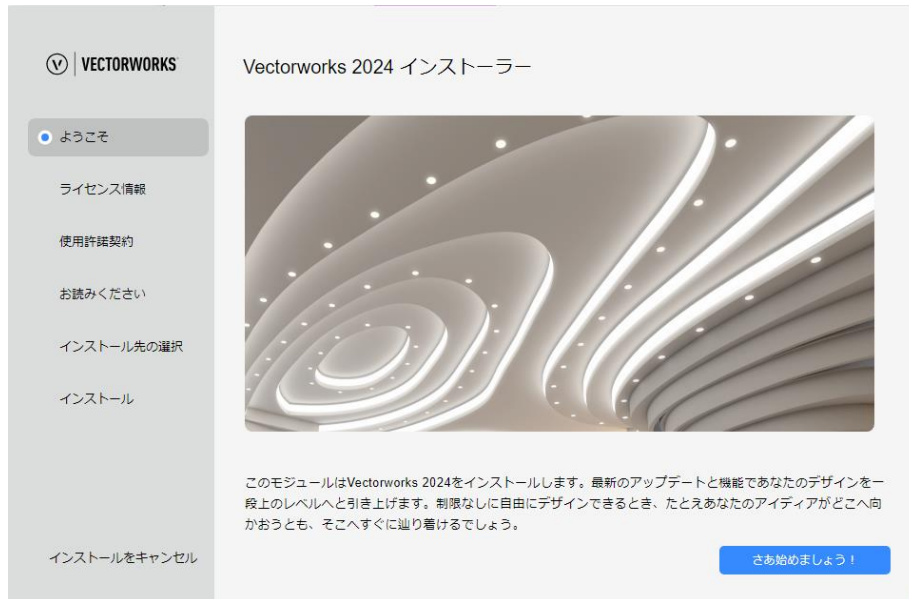 VECTORWORKS
ようこそ
ライセンス情報
使用許諾契約
お読みください
インストール先の選択
インストール
インストールをキャンセル
Vectorworks 2024 インストーラー
このモジュールはVectorworks 2024をインストールします。最新のアップデートと機能であなたのデザインを一
段上のレベルへと引き上げます。制限なしに自由にデザインできるとき、たとえあなたのアイディアがどこへ向
かおうとも、そこへすぐに辿り着けるでしょう。
さあ始めましょう！